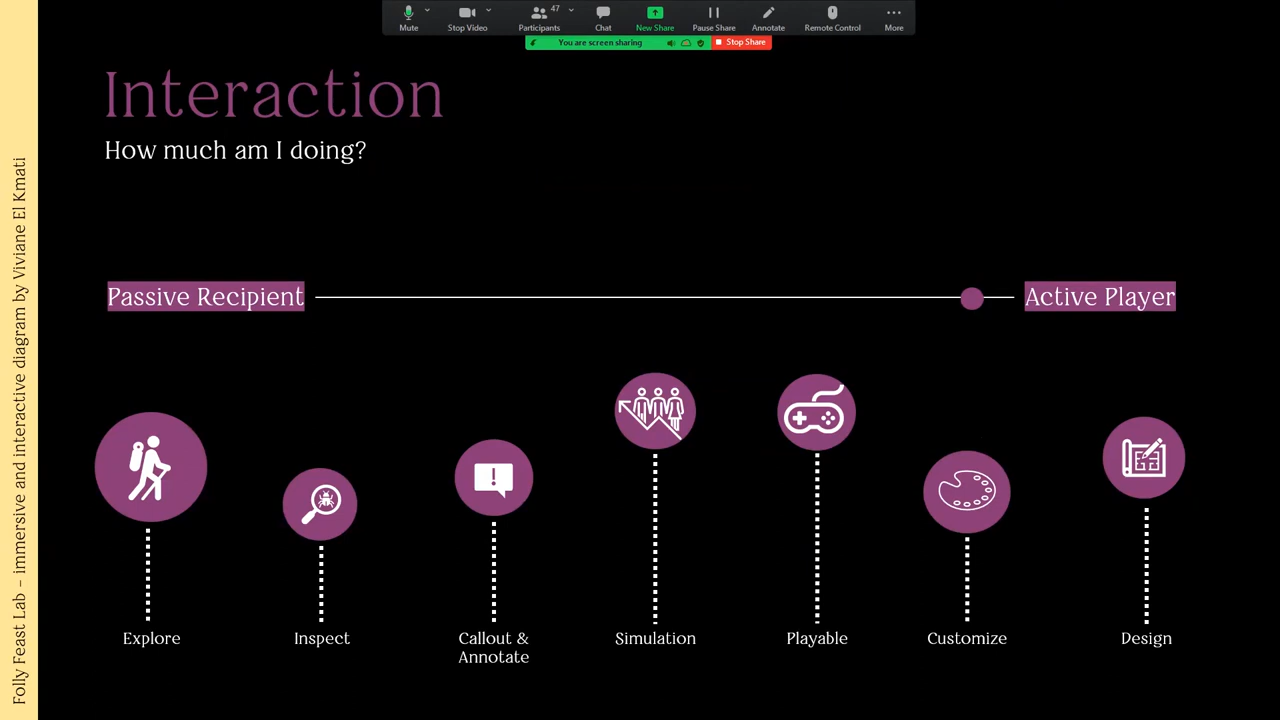 47
Mute
Stop Video
Participants
Chat
New Share
Pause Share
Annotate
Remote Control
More
You are screen sharing
Stop Share
Interaction
How much am I doing?
Passive Recipient
Active Player
Explore
Inspect
Callout &
Annotate
Simulation
Playable
Customize
Design
Folly Feast Lab – immersive and interactive diagram by Viviane El Kmati